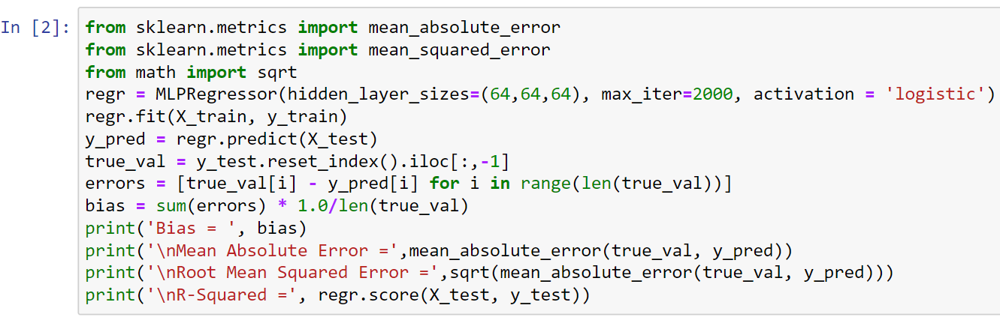 In [2]: from sklearn.metrics import mean_absolute_error
from sklearn.metrics import mean_squared_error
from math import sqrt
regr = MLPRegressor(hidden_layer_sizes=(64,64,64), max_iter=2000, activation = 'logistic')
regr.fit(X_train, y_train)
y_pred = regr.predict(X_test)
true_val = y_test.reset_index().iloc[:,-1]
errors = [true_val[i] - y_pred[i] for i in range(len(true_val))]
bias = sum(errors) * 1.0/len(true_val)
print('Bias = ', bias)
print('\nMean Absolute Error =',mean_absolute_error(true_val, y_pred))
print('\nRoot Mean Squared Error =',sqrt(mean_absolute_error(true_val, y_pred)))
print('\nR-Squared =', regr.score(X_test, y_test))